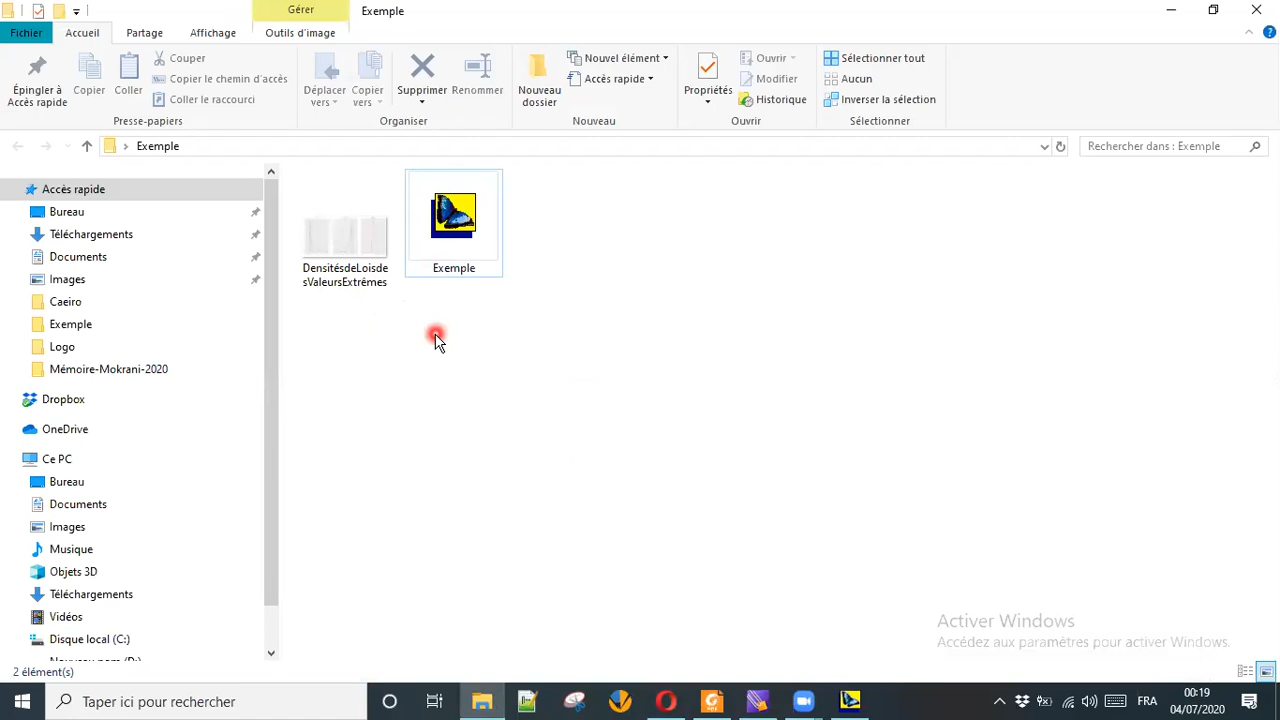 Gérer
Exemple
Fichier
Accueil
Partage
Affichage
Outils d'image
Épingler à
Accès rapide
Copier
Coller
Couper
Copier le chemin d'accès
Coller le raccourci
Presse-papiers
Déplacer
vers
Copier
vers
Supprimer
Renommer
Organiser
Nouveau
dossier
Nouvel élément
Accès rapide
Nouveau
Propriétés
Ouvrir
Modifier
Historique
Ouvrir
Sélectionner tout
Aucun
Inverser la sélection
Sélectionner
Exemple
Rechercher dans : Exemple
Accès rapide
Bureau
Téléchargements
Documents
Images
Caeiro
Exemple
Logo
Mémoire-Mokrani-2020
Dropbox
OneDrive
Ce PC
Bureau
Documents
Images
Musique
Objets 3D
Téléchargements
Vidéos
Disque local (C:)
DensitésdeLoisde
sValeursExtrêmes
Exemple
Activer Windows
Accédez aux paramètres pour activer Windows.
2 élément(s)
Taper ici pour rechercher
FRA
00:19
04/07/2020